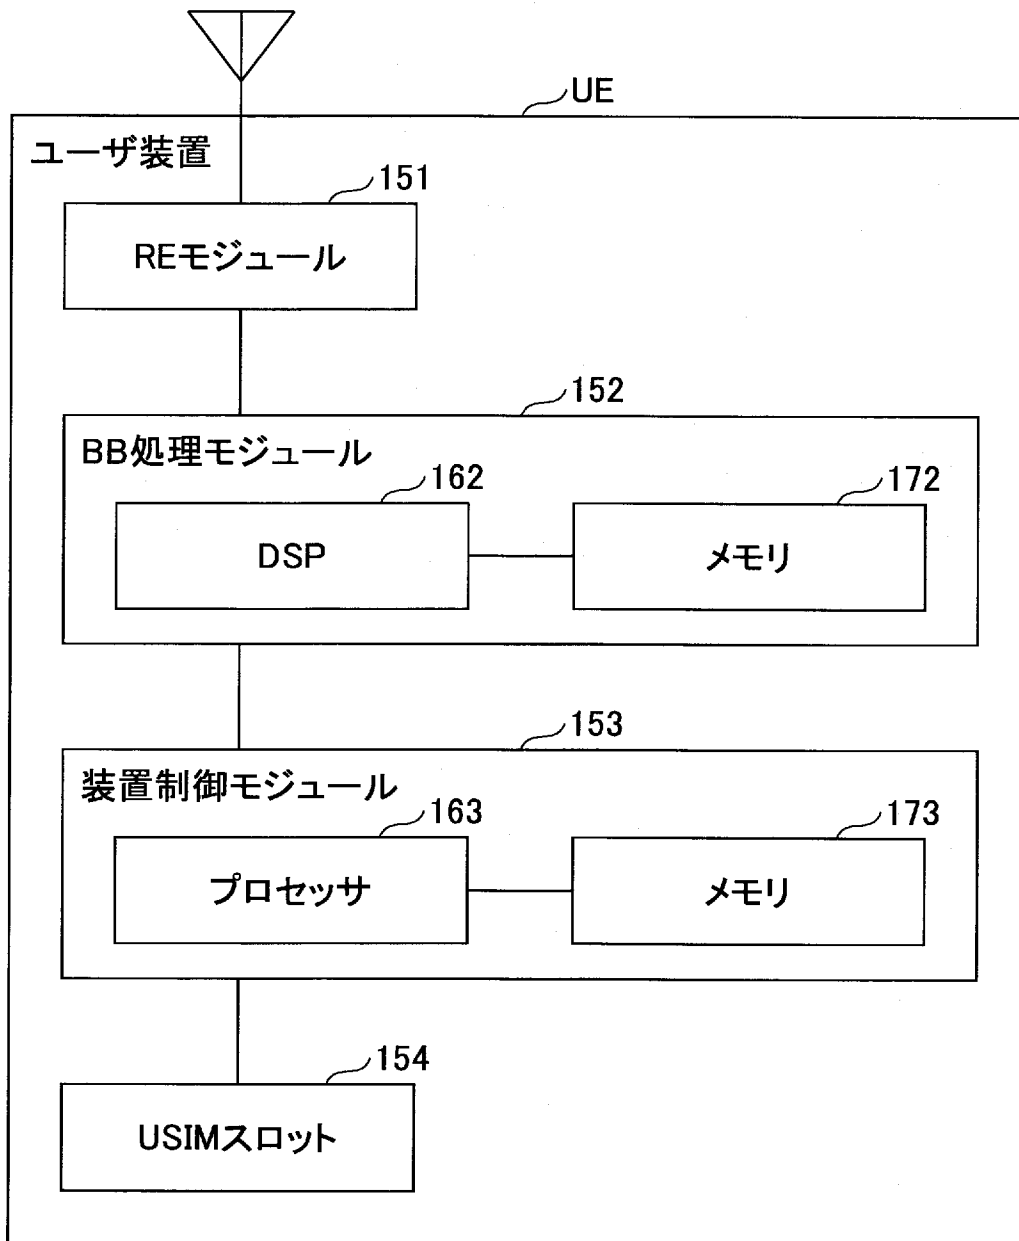 UE
ユーザ装置
151
REモジュール
152
BB処理モジュール
162
172
DSP
メモリ
153
装置制御モジュール
163
173
プロセッサ
メモリ
154
USIMスロット